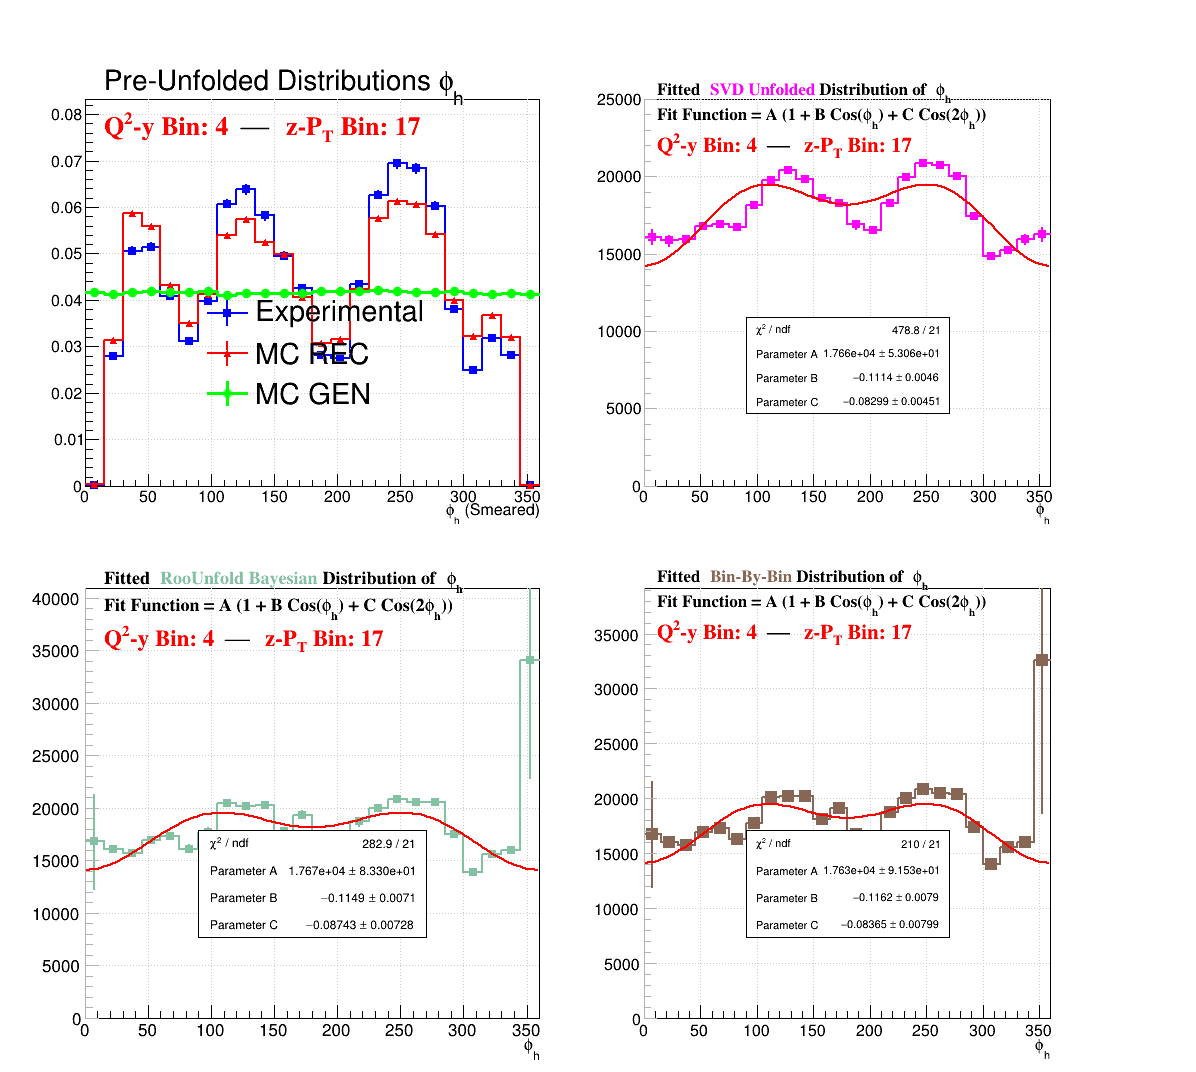 Pre-Unfolded Distributions ϕh
Q²-y Bin: 4 — z-PT Bin: 17
0.08
0.07
0.06
0.05
0.04
0.03
0.02
0.01
0
Experimental
MC REC
MC GEN
0 50 100 150 200 250 300 350
ϕh (Smeared)
Fitted SVD Unfolded Distribution of ϕh
Fit Function = A (1 + B Cos(ϕh) + C Cos(2ϕh))
Q²-y Bin: 4 — z-PT Bin: 17
25000
20000
15000
10000
5000
0
χ² / ndf 478.8 / 21
Parameter A 1.766e+04 ± 5.306e+01
Parameter B −0.1114 ± 0.0046
Parameter C −0.08299 ± 0.00451
0 50 100 150 200 250 300 350
ϕh
Fitted RooUnfold Bayesian Distribution of ϕh
Fit Function = A (1 + B Cos(ϕh) + C Cos(2ϕh))
Q²-y Bin: 4 — z-PT Bin: 17
40000
35000
30000
25000
20000
15000
10000
5000
0
χ² / ndf 282.9 / 21
Parameter A 1.767e+04 ± 8.330e+01
Parameter B −0.1149 ± 0.0071
Parameter C −0.08743 ± 0.00728
0 50 100 150 200 250 300 350
ϕh
Fitted Bin-By-Bin Distribution of ϕh
Fit Function = A (1 + B Cos(ϕh) + C Cos(2ϕh))
Q²-y Bin: 4 — z-PT Bin: 17
35000
30000
25000
20000
15000
10000
5000
0
χ² / ndf 210 / 21
Parameter A 1.763e+04 ± 9.153e+01
Parameter B −0.1162 ± 0.0079
Parameter C −0.08365 ± 0.00799
0 50 100 150 200 250 300 350
ϕh